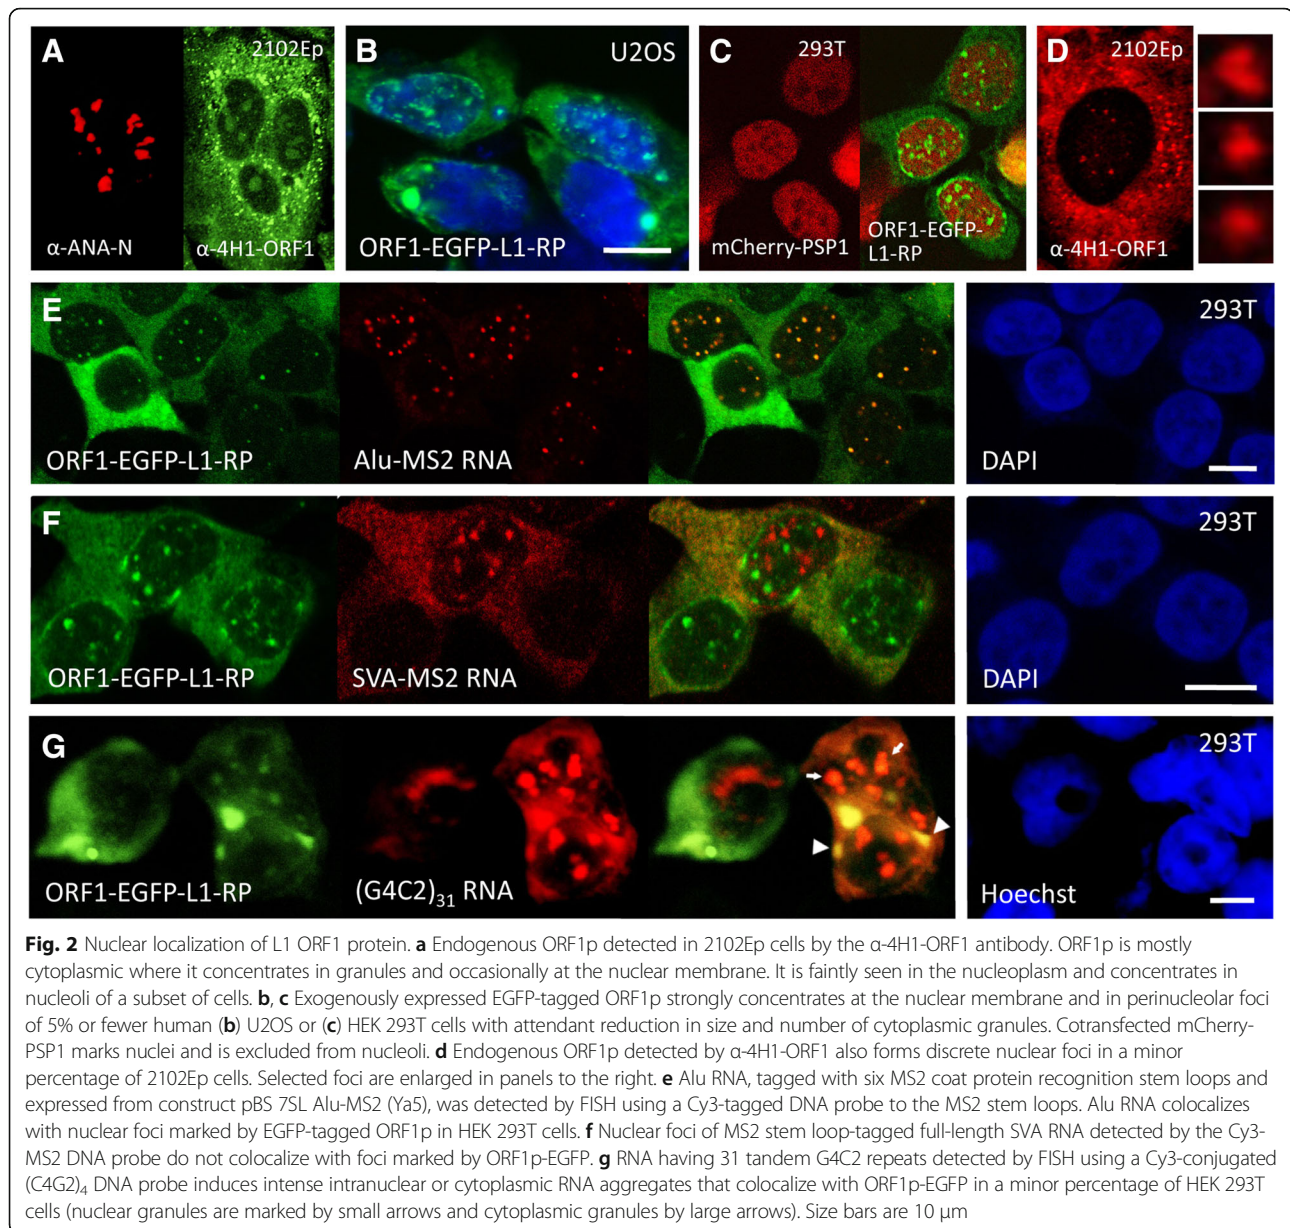 A
2102Ep
α-ANA-N
α-4H1-ORF1
B
U2OS
ORF1-EGFP-L1-RP
C
293T
mCherry-PSP1
ORF1-EGFP-
L1-RP
D
2102Ep
α-4H1-ORF1
E
ORF1-EGFP-L1-RP
Alu-MS2 RNA
293T
DAPI
F
ORF1-EGFP-L1-RP
SVA-MS2 RNA
293T
DAPI
G
ORF1-EGFP-L1-RP
(G4C2)31 RNA
293T
Hoechst
Fig. 2 Nuclear localization of L1 ORF1 protein. a Endogenous ORF1p detected in 2102Ep cells by the α-4H1-ORF1 antibody. ORF1p is mostly
cytoplasmic where it concentrates in granules and occasionally at the nuclear membrane. It is faintly seen in the nucleoplasm and concentrates in
nucleoli of a subset of cells. b, c Exogenously expressed EGFP-tagged ORF1p strongly concentrates at the nuclear membrane and in perinucleolar foci
of 5% or fewer human (b) U2OS or (c) HEK 293T cells with attendant reduction in size and number of cytoplasmic granules. Cotransfected mCherry-
PSP1 marks nuclei and is excluded from nucleoli. d Endogenous ORF1p detected by α-4H1-ORF1 also forms discrete nuclear foci in a minor
percentage of 2102Ep cells. Selected foci are enlarged in panels to the right. e Alu RNA, tagged with six MS2 coat protein recognition stem loops and
expressed from construct pBS 7SL Alu-MS2 (Ya5), was detected by FISH using a Cy3-tagged DNA probe to the MS2 stem loops. Alu RNA colocalizes
with nuclear foci marked by EGFP-tagged ORF1p in HEK 293T cells. f Nuclear foci of MS2 stem loop-tagged full-length SVA RNA detected by the Cy3-
MS2 DNA probe do not colocalize with foci marked by ORF1p-EGFP. g RNA having 31 tandem G4C2 repeats detected by FISH using a Cy3-conjugated
(C4G2)4 DNA probe induces intense intranuclear or cytoplasmic RNA aggregates that colocalize with ORF1p-EGFP in a minor percentage of HEK 293T
cells (nuclear granules are marked by small arrows and cytoplasmic granules by large arrows). Size bars are 10 μm